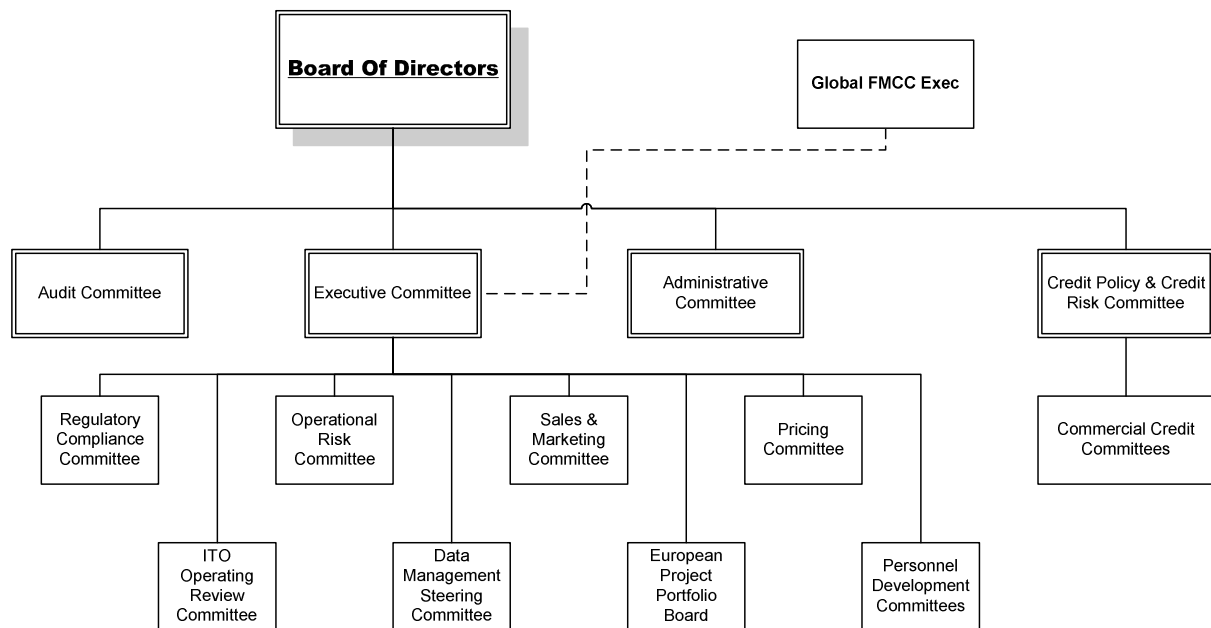 Board Of Directors
Global FMCC Exec
Audit Committee
Executive Committee
Administrative
Committee
Credit Policy & Credit
Risk Committee
Regulatory
Compliance
Committee
Operational
Risk
Committee
Sales &
Marketing
Committee
Pricing
Committee
Commercial Credit
Committees
ITO
Operating
Review
Committee
Data
Management
Steering
Committee
European
Project
Portfolio
Board
Personnel
Development
Committees